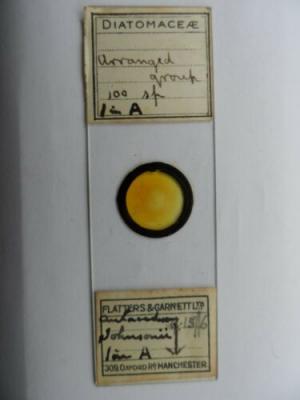 DIATOMACEÆ
Arranged
group
100 sp
1 in A
FLATTERS & GARNETT LTD
Johnsonii
1 in A
309, OXFORD RD MANCHESTER